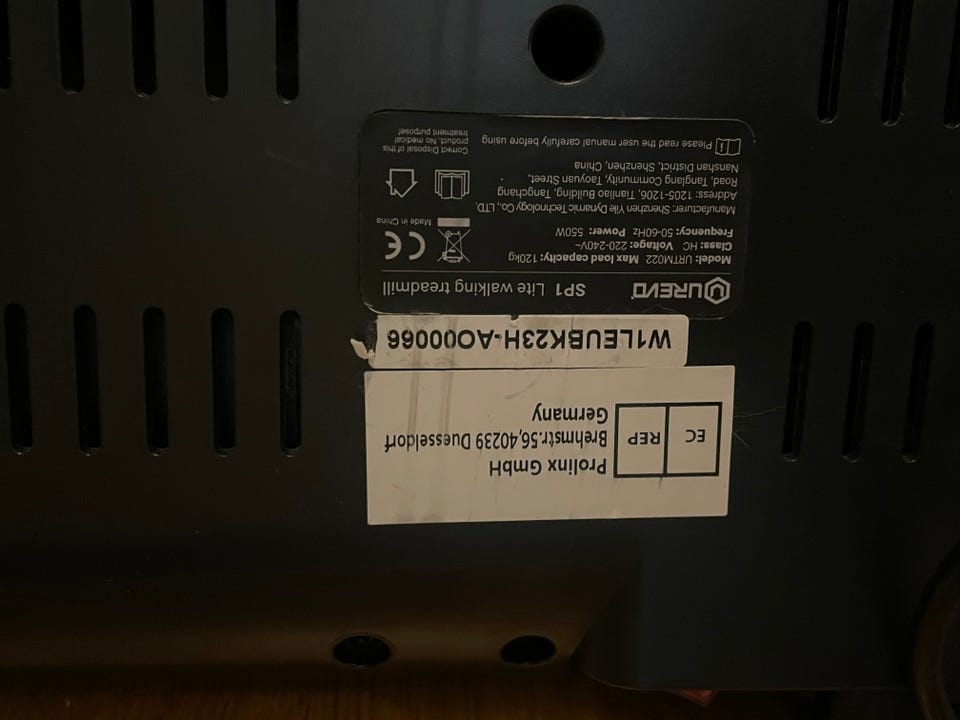 UREVO SP1 Lite walking treadmill
Model: URTM022 Max load capacity: 120kg
Class: HC Voltage: 220-240V~
Frequency: 50-60Hz Power: 550W
CE
Made in China
Manufacturer: Shenzhen Yile Dynamic Technology Co., LTD.
Address: 1205-1206, Tianliao Building, Tangchang
Road, Tanglang Community, Taoyuan Street,
Nanshan District, Shenzhen, China
Please read the user manual carefully before using
Correct Disposal of this
product. No medical
treatment purpose!
W1LEUBK23H-AO00066
EC REP
Prolinx GmbH
Brehmstr.56,40239 Duesseldorf
Germany